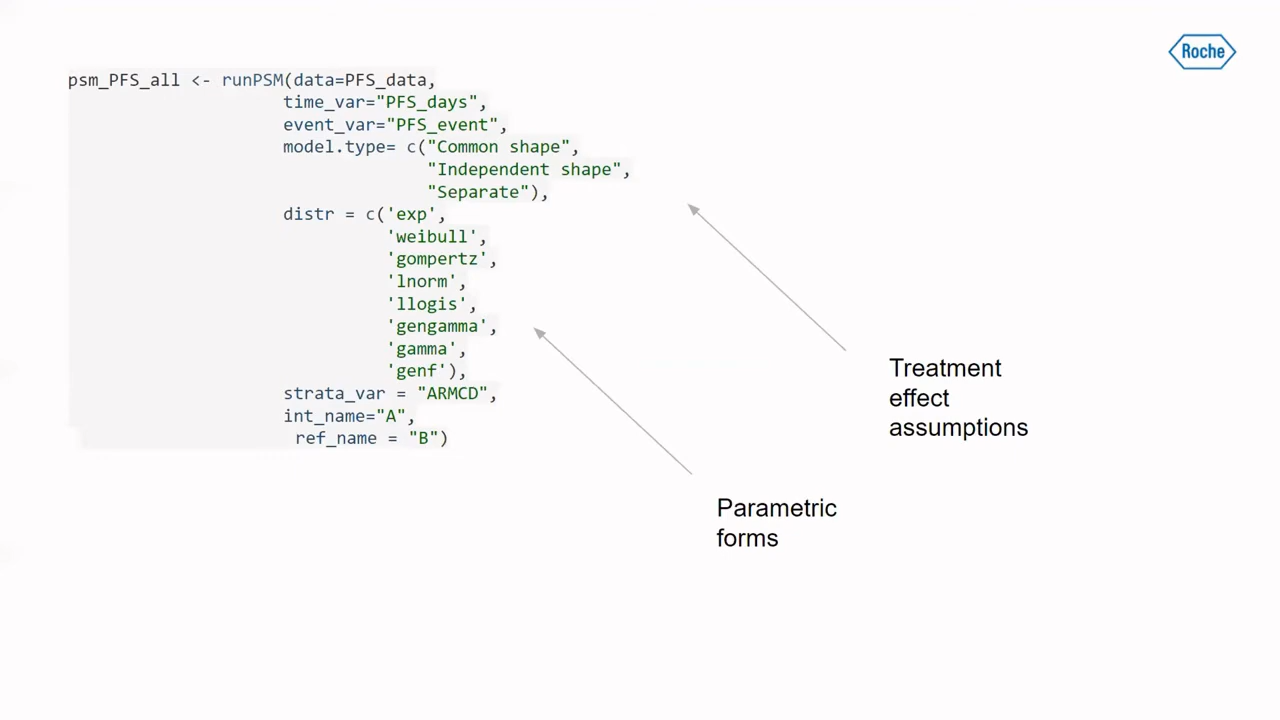 Roche
psm_PFS_all <- runPSM(data=PFS_data,
time_var="PFS_days",
event_var="PFS_event",
model.type= c("Common shape",
"Independent shape",
"Separate"),
distr = c('exp',
'weibull',
'gompertz',
'lnorm',
'llogis',
'gengamma',
'gamma',
'genf'),
strata_var = "ARMCD",
int_name="A",
ref_name = "B")
Treatment
effect
assumptions
Parametric
forms